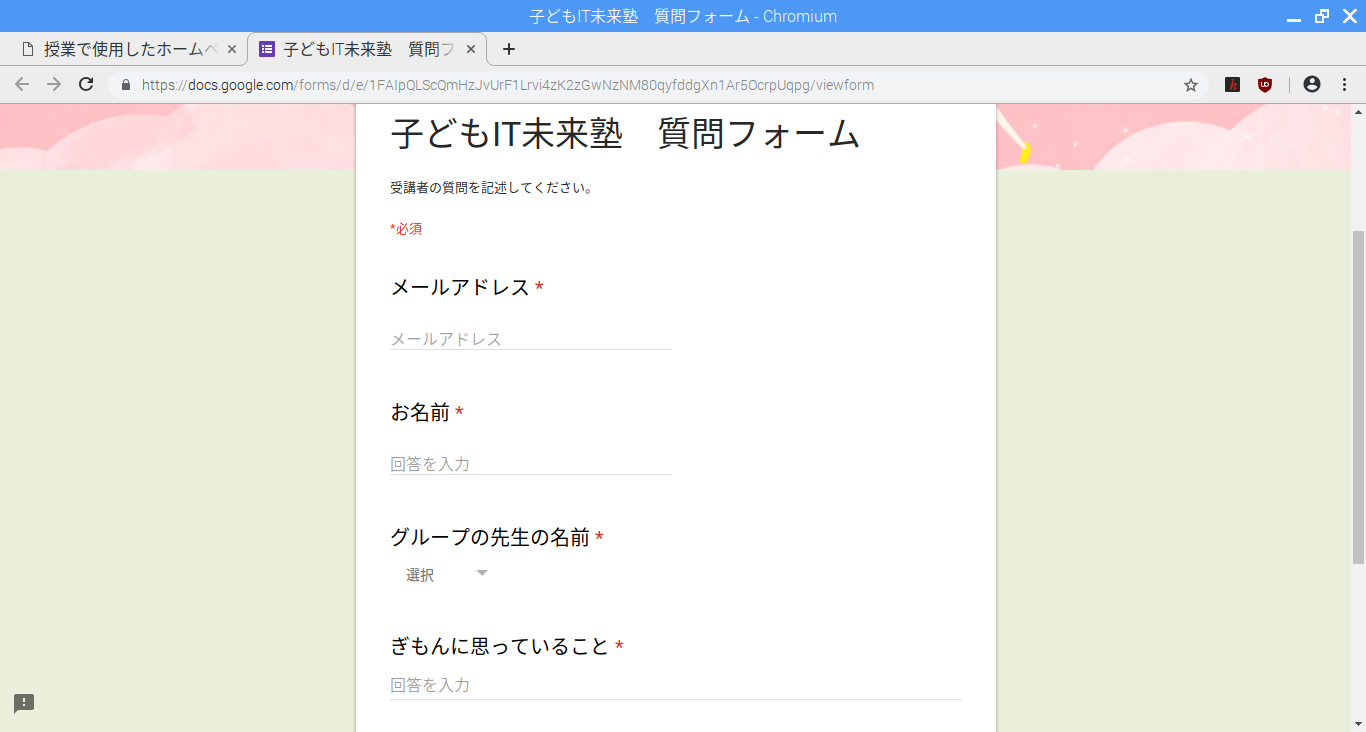 子どもIT未来塾　質問フォーム - Chromium
授業で使用したホームペ
子どもIT未来塾　質問フ
https://docs.google.com/forms/d/e/1FAIpQLScQmHzJvUrF1Lrvi4zK2zGwNzNM80qyfddgXn1Ar5OcrpUqpg/viewform
子どもIT未来塾　質問フォーム
受講者の質問を記述してください。
*必須
メールアドレス *
メールアドレス
お名前 *
回答を入力
グループの先生の名前 *
選択
ぎもんに思っていること *
回答を入力